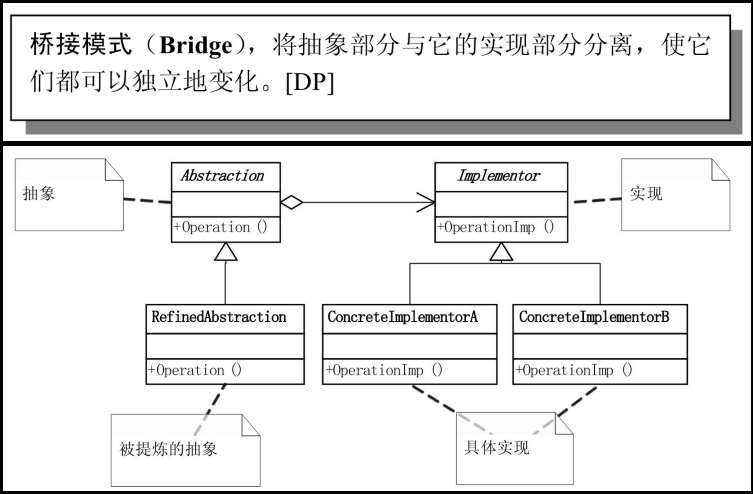 桥接模式（Bridge），将抽象部分与它的实现部分分离，使它
们都可以独立地变化。[DP]
抽象
Abstraction
+Operation ()
Implementor
+OperationImp ()
实现
RefinedAbstraction
+Operation ()
ConcreteImplementorA
+OperationImp ()
ConcreteImplementorB
+OperationImp ()
被提炼的抽象
具体实现